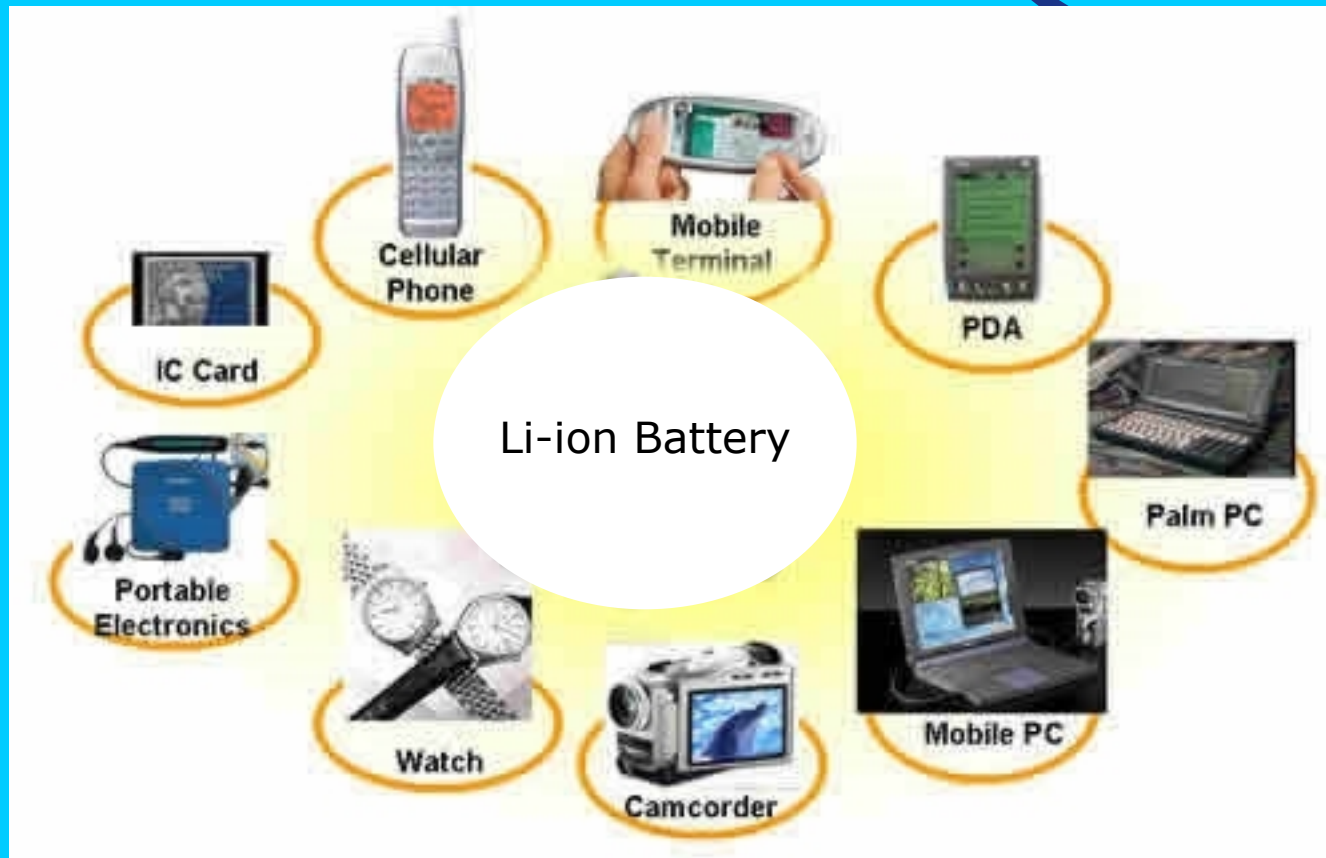 Cellular
Phone
Mobile
Terminal
PDA
IC Card
Li-ion Battery
Palm PC
Portable
Electronics
Watch
Camcorder
Mobile PC